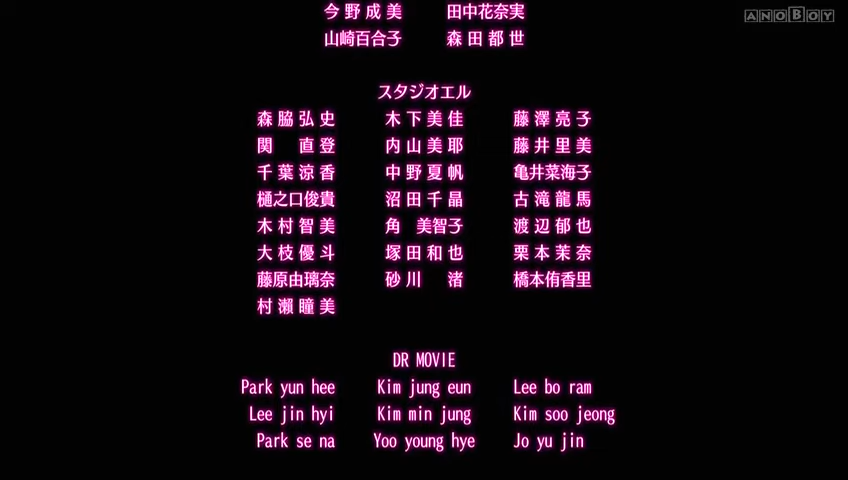 今野成美 田中花奈実
ANOBOY
山崎百合子 森田都世
スタジオエル
森脇弘史 木下美佳 藤澤亮子
関 直登 内山美耶 藤井里美
千葉涼香 中野夏帆 亀井菜海子
樋之口俊貴 沼田千晶 古滝龍馬
木村智美 角 美智子 渡辺郁也
大枝優斗 塚田和也 栗本茉奈
藤原由璃奈 砂川 渚 橋本侑香里
村瀬瞳美
DR MOVIE
Park yun hee Kim jung eun Lee bo ram
Lee jin hyi Kim min jung Kim soo jeong
Park se na Yoo young hye Jo yu jin